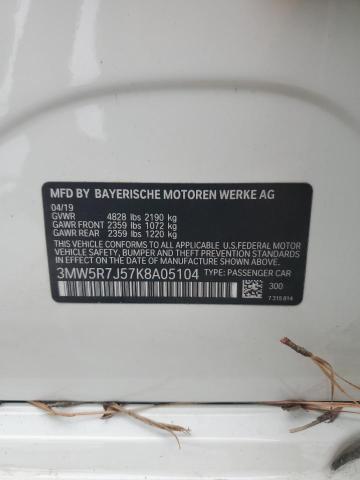 MFD BY BAYERISCHE MOTOREN WERKE AG
04/19
GVWR 4828 lbs 2190 kg
GAWR FRONT 2359 lbs 1072 kg
GAWR REAR 2359 lbs 1220 kg
THIS VEHICLE CONFORMS TO ALL APPLICABLE U.S. FEDERAL MOTOR
VEHICLE SAFETY, BUMPER, AND THEFT PREVENTION STANDARDS
IN EFFECT ON THE DATE OF MANUFACTURE SHOWN ABOVE.
3MW5R7J57K8A05104 TYPE: PASSENGER CAR
300
7 315 814